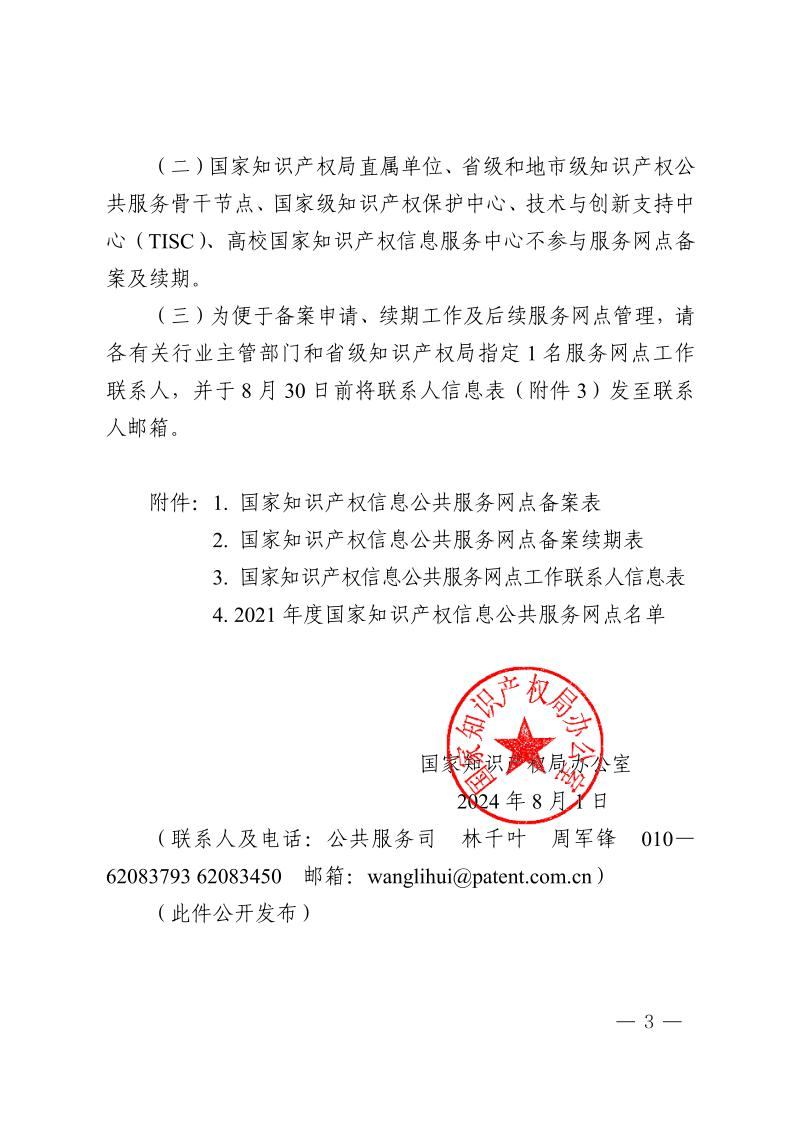 （二）国家知识产权局直属单位、省级和地市级知识产权公
共服务骨干节点、国家级知识产权保护中心、技术与创新支持中
心（TISC）、高校国家知识产权信息服务中心不参与服务网点备
案及续期。
（三）为便于备案申请、续期工作及后续服务网点管理，请
各有关行业主管部门和省级知识产权局指定 1 名服务网点工作
联系人，并于 8 月 30 日前将联系人信息表（附件 3）发至联系
人邮箱。
附件：1. 国家知识产权信息公共服务网点备案表
2. 国家知识产权信息公共服务网点备案续期表
3. 国家知识产权信息公共服务网点工作联系人信息表
4. 2021 年度国家知识产权信息公共服务网点名单
国家知识产权局办公室
国家知识产权局办公室
2024 年 8 月 1 日
（联系人及电话：公共服务司　林千叶　周军锋　010—
62083793 62083450　邮箱：wanglihui@patent.com.cn）
（此件公开发布）
— 3 —